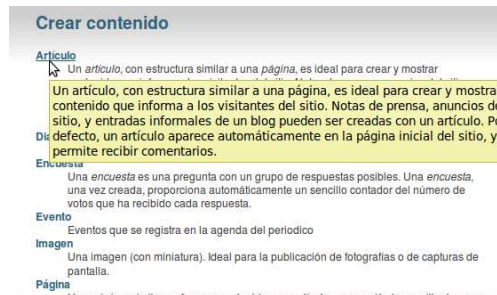 Crear contenido
Artículo
Un artículo, con estructura similar a una página, es ideal para crear y mostrar
Un artículo, con estructura similar a una página, es ideal para crear y mostra
contenido que informa a los visitantes del sitio. Notas de prensa, anuncios de
sitio, y entradas informales de un blog pueden ser creadas con un artículo. Po
defecto, un artículo aparece automáticamente en la página inicial del sitio, y
permite recibir comentarios.
Encuesta
Una encuesta es una pregunta con un grupo de respuestas posibles. Una encuesta,
una vez creada, proporciona automáticamente un sencillo contador del número de
votos que ha recibido cada respuesta.
Evento
Eventos que se registra en la agenda del periodico
Imagen
Una imagen (con miniatura). Ideal para la publicación de fotografías o de capturas de
pantalla.
Página